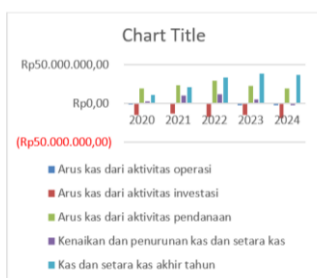 Chart Title
Rp50.000.000,00
Rp0,00
2020 2021 2022 2023 2024
(Rp50.000.000,00)
Arus kas dari aktivitas operasi
Arus kas dari aktivitas investasi
Arus kas dari aktivitas pendanaan
Kenaikan dan penurunan kas dan setara kas
Kas dan setara kas akhir tahun